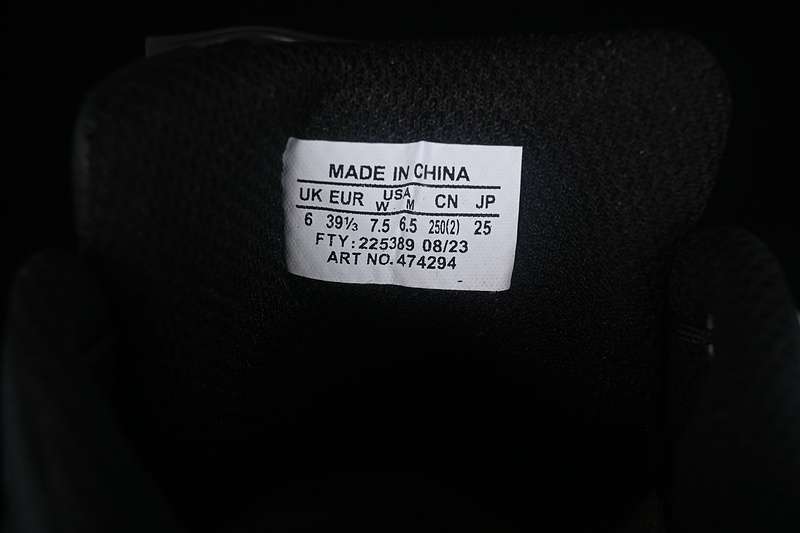 MADE IN CHINA
UK EUR USA CN JP
W M
6 39⅓ 7.5 6.5 250(2) 25
FTY: 225389 08/23
ART NO. 474294